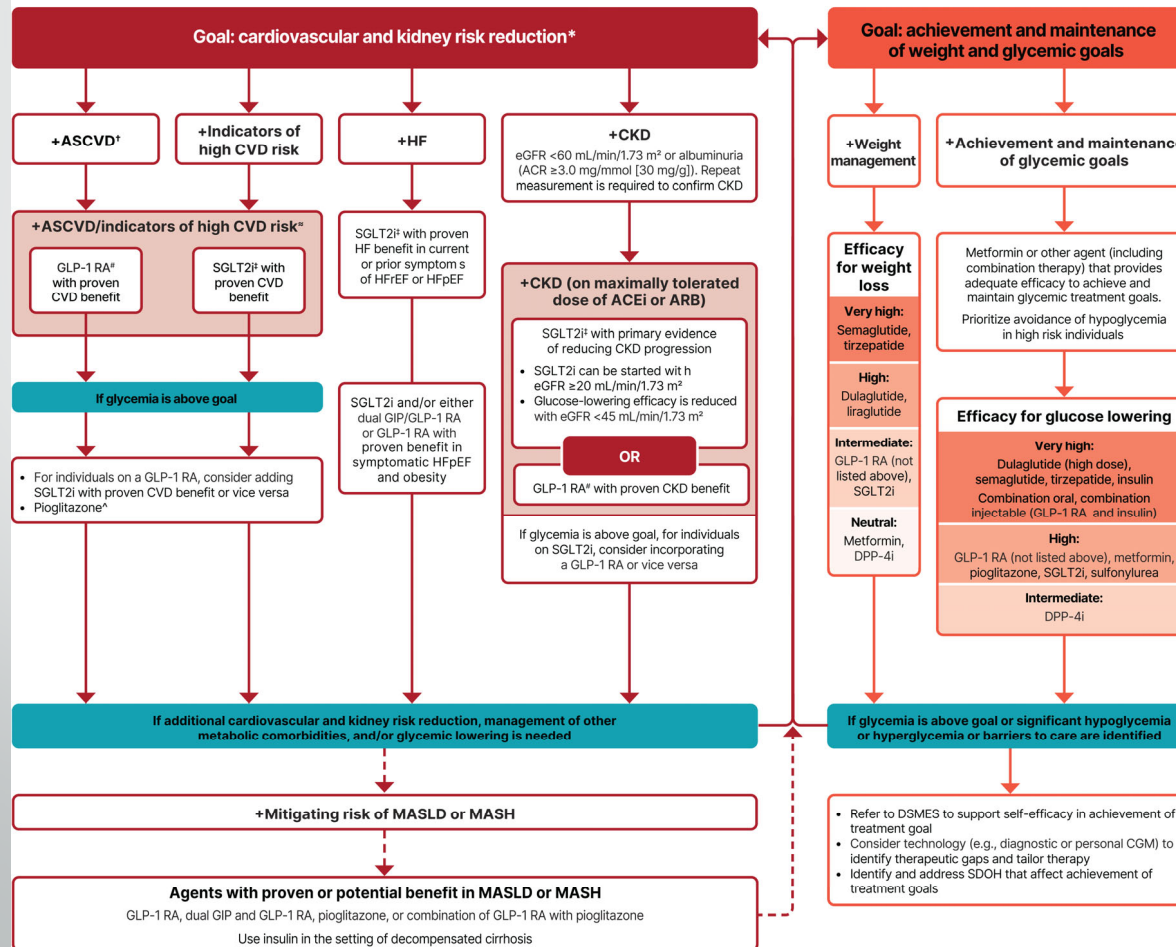 Goal: cardiovascular and kidney risk reduction*
+ASCVD†
+Indicators of
high CVD risk
+ASCVD/indicators of high CVD risk≈
GLP-1 RA#
with proven
CVD benefit
SGLT2i‡ with
proven CVD
benefit
If glycemia is above goal
• For individuals on a GLP-1 RA, consider adding
SGLT2i with proven CVD benefit or vice versa
• Pioglitazone^
+HF
SGLT2i‡ with proven
HF benefit in current
or prior symptom s
of HFrEF or HFpEF
SGLT2i and/or either
dual GIP/GLP-1 RA
or GLP-1 RA with
proven benefit in
symptomatic HFpEF
and obesity
+CKD
eGFR <60 mL/min/1.73 m² or albuminuria
(ACR ≥3.0 mg/mmol [30 mg/g]). Repeat
measurement is required to confirm CKD
+CKD (on maximally tolerated
dose of ACEi or ARB)
SGLT2i‡ with primary evidence
of reducing CKD progression
• SGLT2i can be started wit h
eGFR ≥20 mL/min/1.73 m²
• Glucose-lowering efficacy is reduced
with eGFR <45 mL/min/1.73 m²
OR
GLP-1 RA# with proven CKD benefit
If glycemia is above goal, for individuals
on SGLT2i, consider incorporating
a GLP-1 RA or vice versa
If additional cardiovascular and kidney risk reduction, management of other
metabolic comorbidities, and/or glycemic lowering is needed
+Mitigating risk of MASLD or MASH
Agents with proven or potential benefit in MASLD or MASH
GLP-1 RA, dual GIP and GLP-1 RA, pioglitazone, or combination of GLP-1 RA with pioglitazone
Use insulin in the setting of decompensated cirrhosis
Goal: achievement and maintenance
of weight and glycemic goals
+Weight
management
Efficacy
for weight
loss
Very high:
Semaglutide,
tirzepatide
High:
Dulaglutide,
liraglutide
Intermediate:
GLP-1 RA (not
listed above),
SGLT2i
Neutral:
Metformin,
DPP-4i
+Achievement and maintenance
of glycemic goals
Metformin or other agent (including
combination therapy) that provides
adequate efficacy to achieve and
maintain glycemic treatment goals.
Prioritize avoidance of hypoglycemia
in high risk individuals
Efficacy for glucose lowering
Very high:
Dulaglutide (high dose),
semaglutide, tirzepatide, insulin
Combination oral, combination
injectable (GLP-1 RA and insulin)
High:
GLP-1 RA (not listed above), metformin,
pioglitazone, SGLT2i, sulfonylurea
Intermediate:
DPP-4i
If glycemia is above goal or significant hypoglycemia
or hyperglycemia or barriers to care are identified
• Refer to DSMES to support self-efficacy in achievement of
treatment goal
• Consider technology (e.g., diagnostic or personal CGM) to
identify therapeutic gaps and tailor therapy
• Identify and address SDOH that affect achievement of
treatment goals